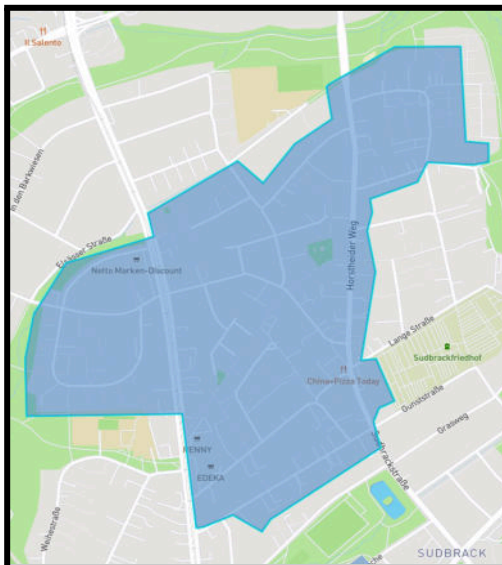 Il Salento
In den Barkwiesen
Elsässer Straße
Netto Marken-Discount
Horstheider Weg
Lange Straße
Sudbrackfriedhof
China-Pizza Today
Gunststraße
Grasweg
Sudbrackstraße
PENNY
EDEKA
Weihestraße
SUDBRACK